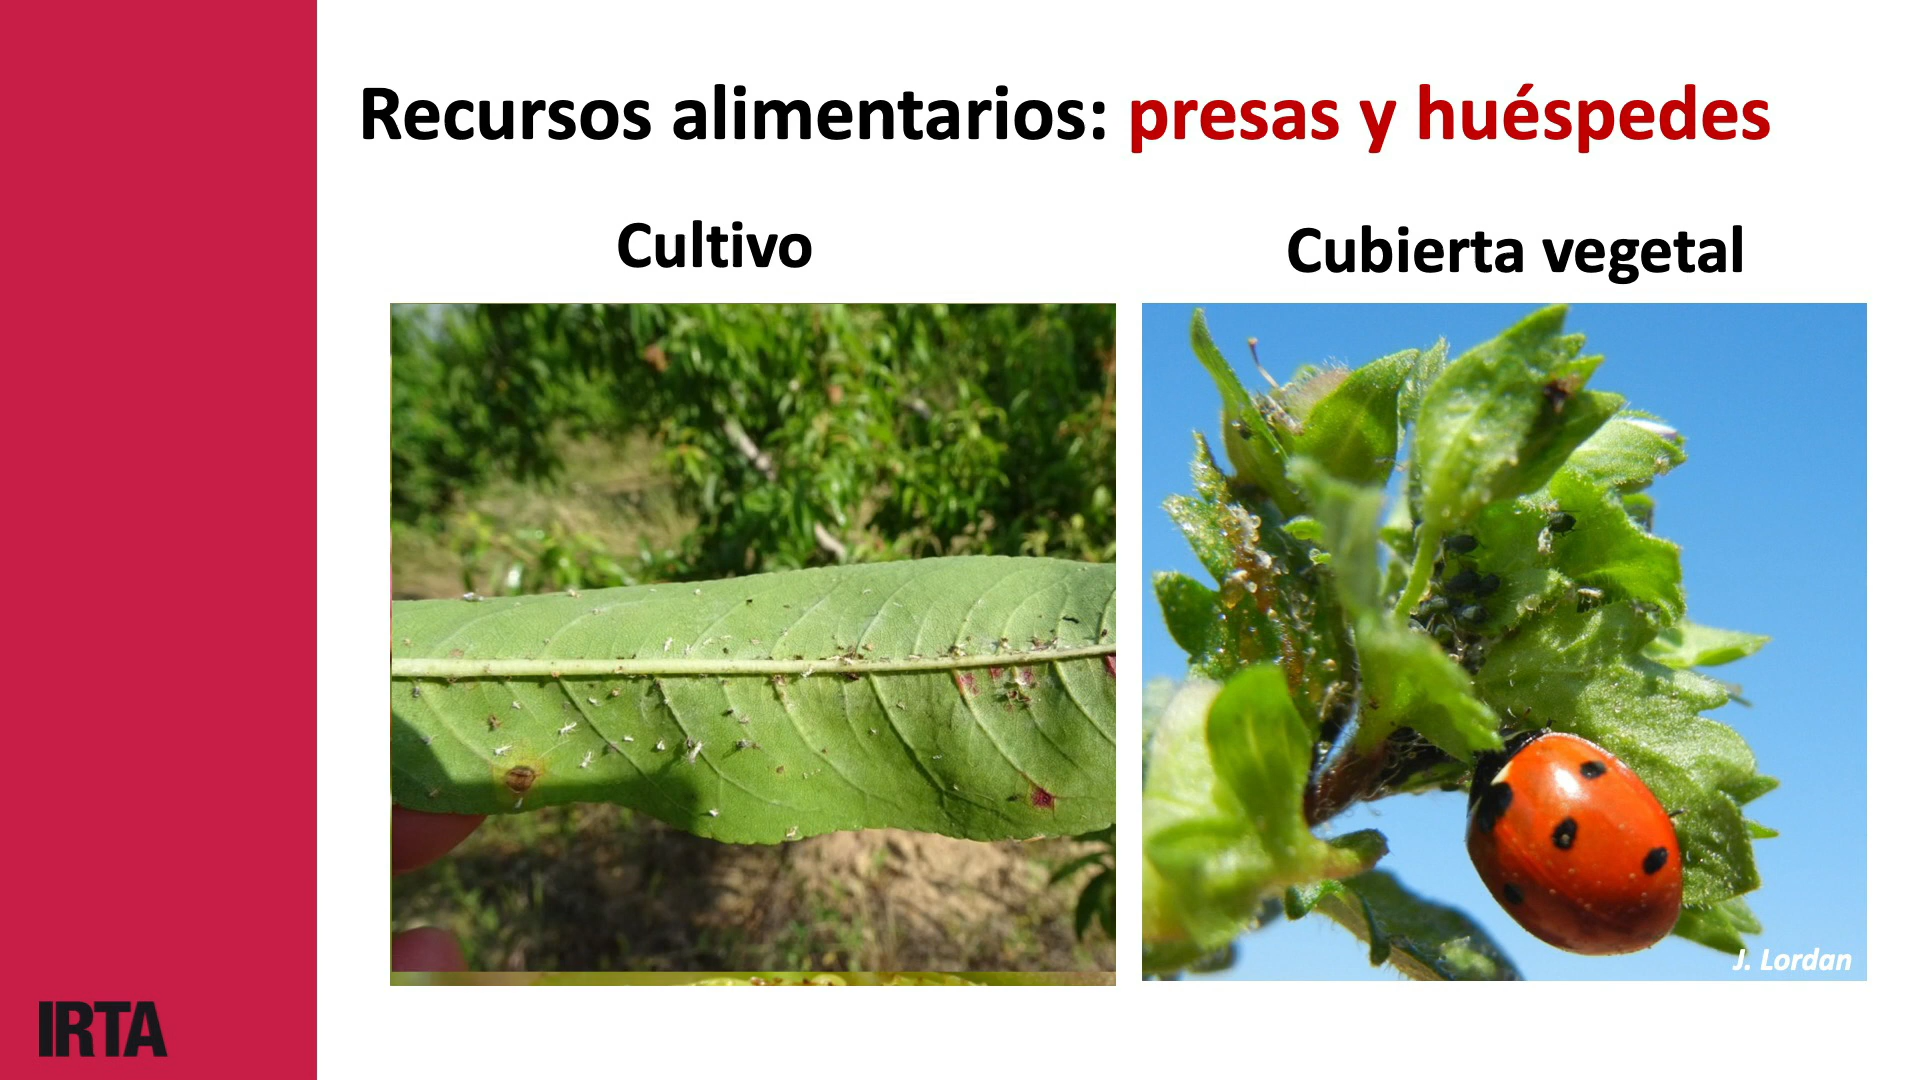 Recursos alimentarios: presas y huéspedes
Cultivo
Cubierta vegetal
J. Lordan
IRTA